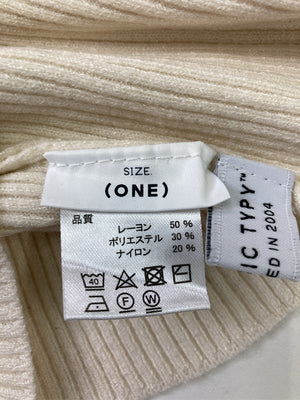 SIZE.
(ONE)
品質
レーヨン 50 %
ポリエステル 30 %
ナイロン 20 %
40
F W
IC TYPY™
ED IN 2004